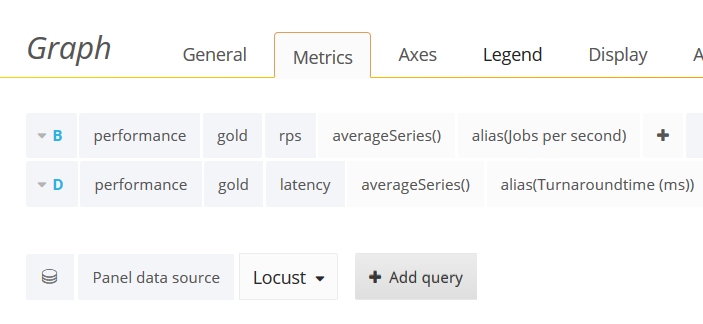 Graph General Metrics Axes Legend Display
B performance gold rps averageSeries() alias(Jobs per second) +
D performance gold latency averageSeries() alias(Turnaroundtime (ms))
Panel data source Locust + Add query